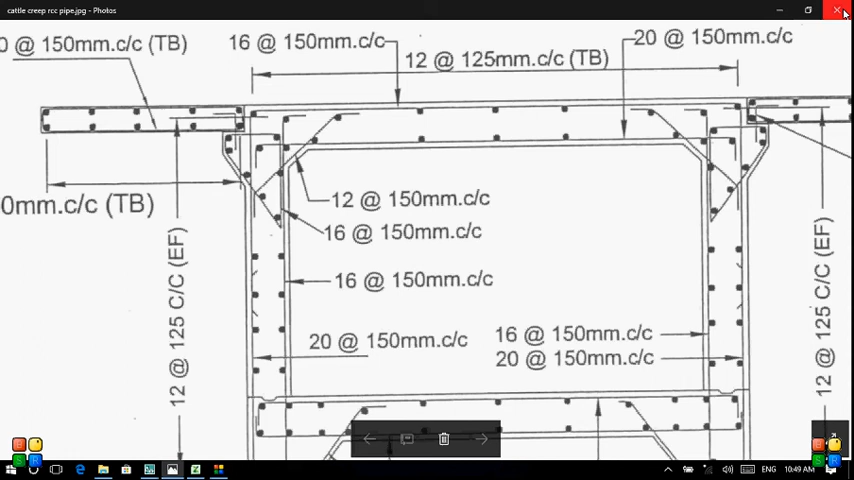 cattle creep rcc pipe.jpg - Photos
0 @ 150mm.c/c (TB)
16 @ 150mm.c/c
20 @ 150mm.c/c
12 @ 125mm.c/c (TB)
0mm.c/c (TB)
12 @ 150mm.c/c
16 @ 150mm.c/c
16 @ 150mm.c/c
12 @ 125 C/C (EF)
12 @ 125 C/C (EF)
20 @ 150mm.c/c
16 @ 150mm.c/c
20 @ 150mm.c/c
B
S R
B
S R
ENG
10:49 AM